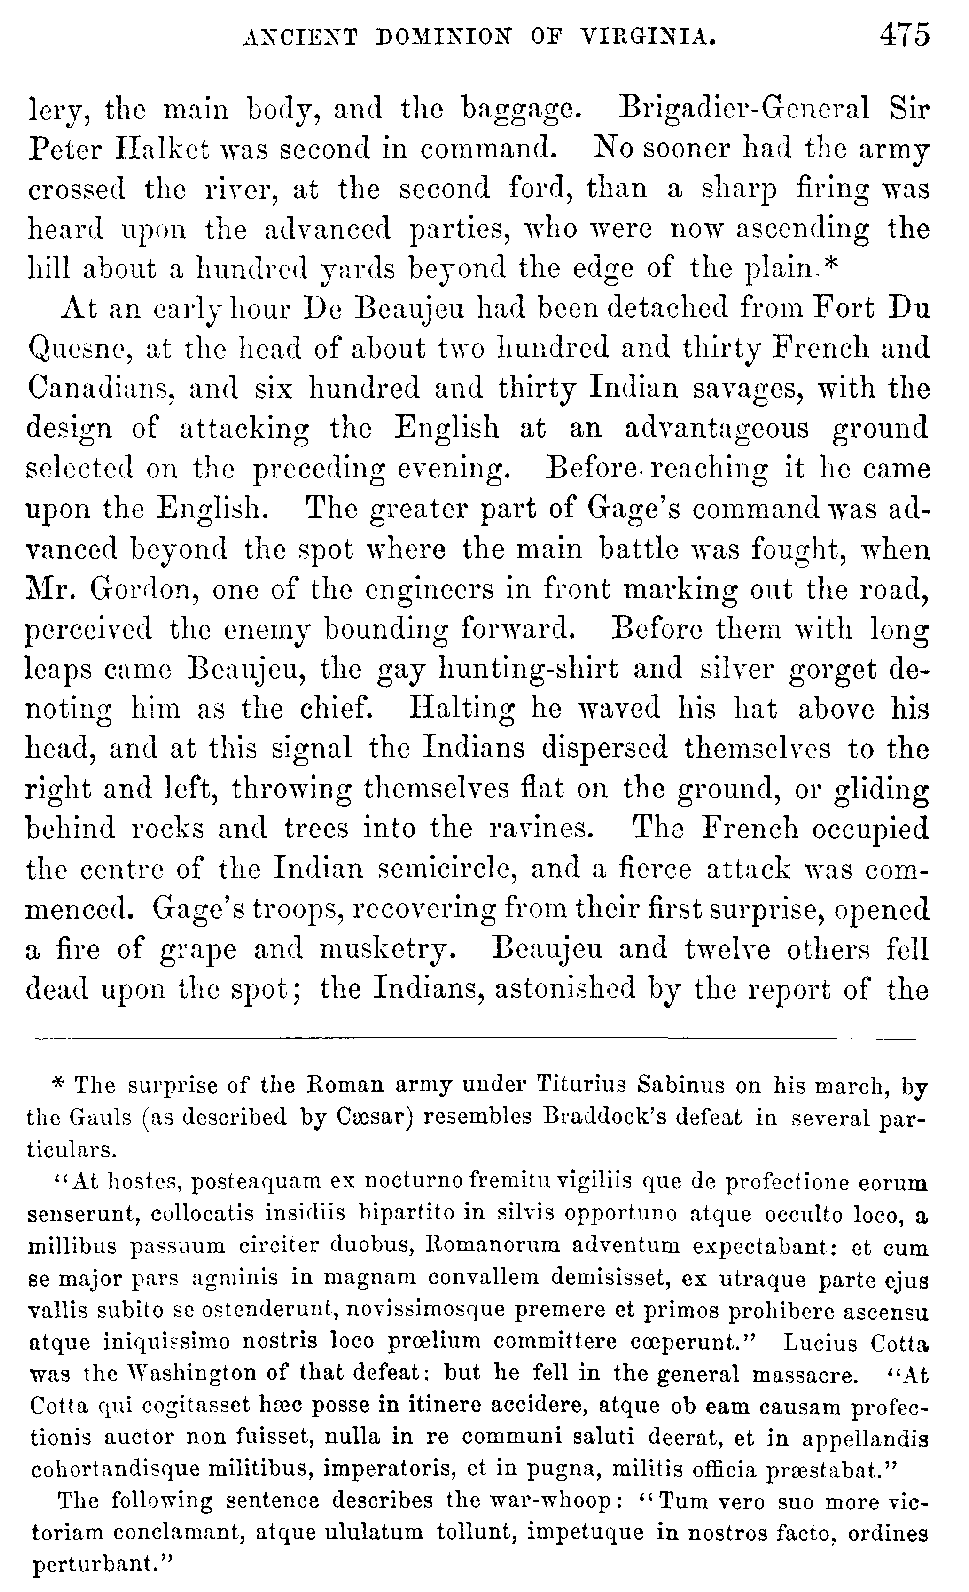 ANCIENT DOMINION OF VIRGINIA. 475
lery, the main body, and the baggage. Brigadier-General Sir
Peter Halket was second in command. No sooner had the army
crossed the river, at the second ford, than a sharp firing was
heard upon the advanced parties, who were now ascending the
hill about a hundred yards beyond the edge of the plain.*
At an early hour De Beaujeu had been detached from Fort Du
Quesne, at the head of about two hundred and thirty French and
Canadians, and six hundred and thirty Indian savages, with the
design of attacking the English at an advantageous ground
selected on the preceding evening. Before reaching it he came
upon the English. The greater part of Gage's command was ad-
vanced beyond the spot where the main battle was fought, when
Mr. Gordon, one of the engineers in front marking out the road,
perceived the enemy bounding forward. Before them with long
leaps came Beaujeu, the gay hunting-shirt and silver gorget de-
noting him as the chief. Halting he waved his hat above his
head, and at this signal the Indians dispersed themselves to the
right and left, throwing themselves flat on the ground, or gliding
behind rocks and trees into the ravines. The French occupied
the centre of the Indian semicircle, and a fierce attack was com-
menced. Gage's troops, recovering from their first surprise, opened
a fire of grape and musketry. Beaujeu and twelve others fell
dead upon the spot; the Indians, astonished by the report of the
* The surprise of the Roman army under Titurius Sabinus on his march, by
the Gauls (as described by Cæsar) resembles Braddock's defeat in several par-
ticulars.
"At hostes, posteaquam ex nocturno fremitu vigiliis que de profectione eorum
senserunt, collocatis insidiis bipartito in silvis opportuno atque occulto loco, a
millibus passuum circiter duobus, Romanorum adventum expectabant: et cum
se major pars agminis in magnam convallem demisisset, ex utraque parte ejus
vallis subito se ostenderunt, novissimosque premere et primos prohibere ascensu
atque iniquissimo nostris loco prœlium committere cœperunt." Lucius Cotta
was the Washington of that defeat: but he fell in the general massacre. "At
Cotta qui cogitasset hæc posse in itinere accidere, atque ob eam causam profec-
tionis auctor non fuisset, nulla in re communi saluti deerat, et in appellandis
cohortandisque militibus, imperatoris, et in pugna, militis officia præstabat."
The following sentence describes the war-whoop: "Tum vero suo more vic-
toriam conclamant, atque ululatum tollunt, impetuque in nostros facto, ordines
perturbant."